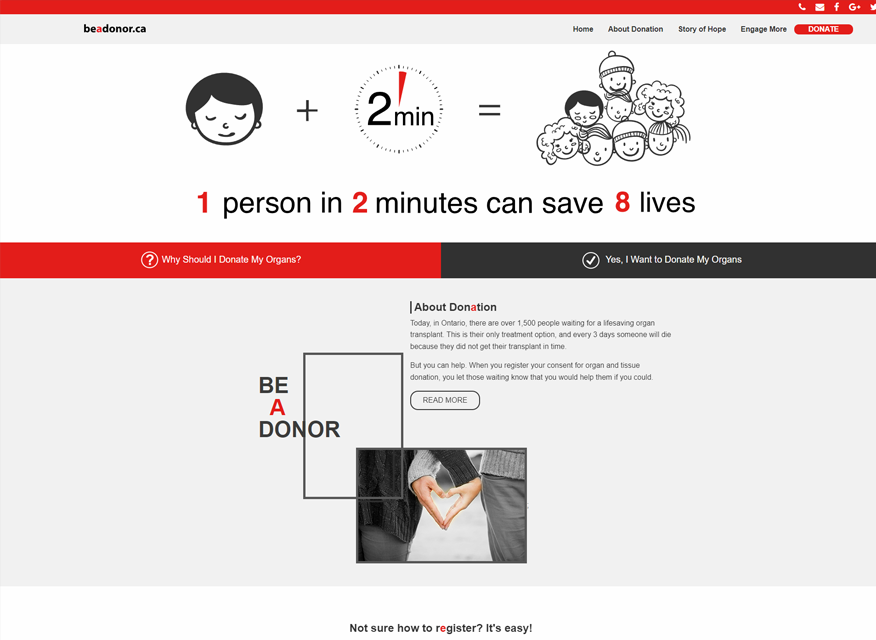 beadonor.ca
Home About Donation Story of Hope Engage More DONATE
+ 2min =
1 person in 2 minutes can save 8 lives
Why Should I Donate My Organs?
Yes, I Want to Donate My Organs
About Donation
Today, in Ontario, there are over 1,500 people waiting for a lifesaving organ
transplant. This is their only treatment option, and every 3 days someone will die
because they did not get their transplant in time.
But you can help. When you register your consent for organ and tissue
donation, you let those waiting know that you would help them if you could.
READ MORE
BE
A
DONOR
Not sure how to register? It's easy!